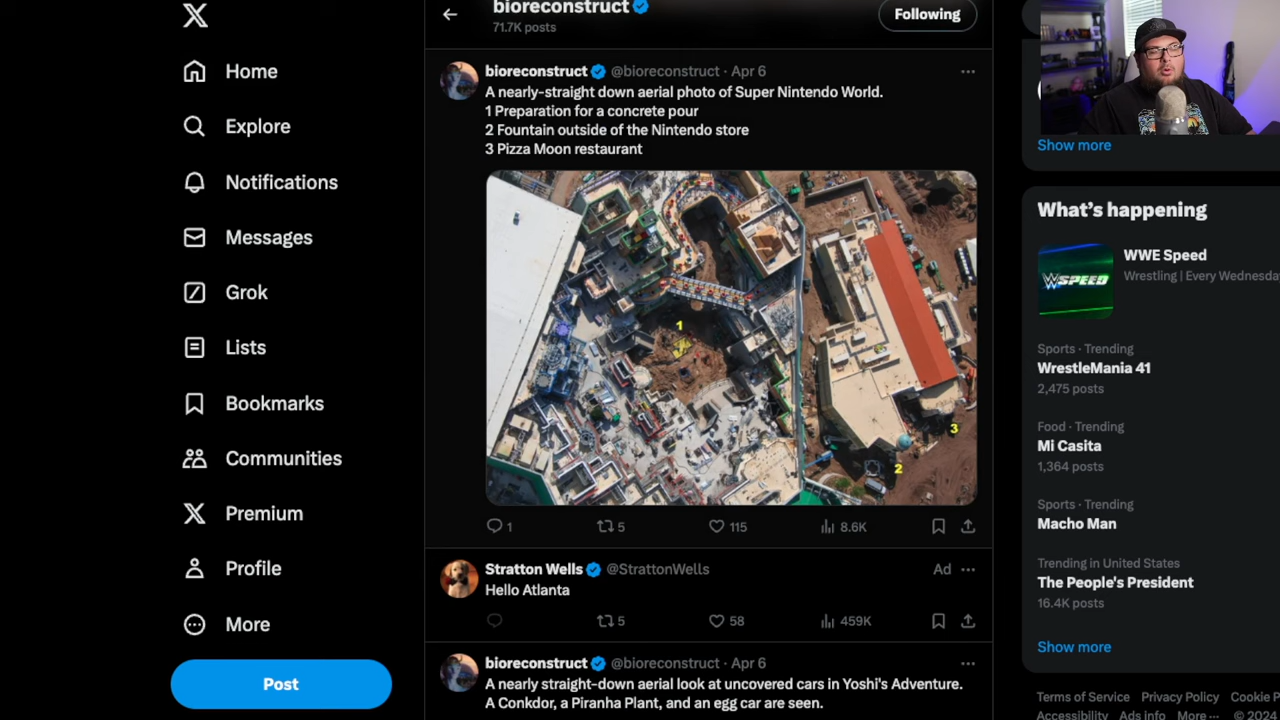 Home
Explore
Notifications
Messages
Grok
Lists
Bookmarks
Communities
Premium
Profile
More
Post
bioreconstruct
71.7K posts
Following
bioreconstruct @bioreconstruct · Apr 6
A nearly-straight down aerial photo of Super Nintendo World.
1 Preparation for a concrete pour
2 Fountain outside of the Nintendo store
3 Pizza Moon restaurant
1
2
3
1 5 115 8.6K
Stratton Wells @StrattonWells Ad
Hello Atlanta
5 58 459K
bioreconstruct @bioreconstruct · Apr 6
A nearly straight-down aerial look at uncovered cars in Yoshi's Adventure.
A Conkdor, a Piranha Plant, and an egg car are seen.
Show more
What's happening
WWE Speed
Wrestling | Every Wednesda
SPEED
Sports · Trending
WrestleMania 41
2,475 posts
Food · Trending
Mi Casita
1,364 posts
Sports · Trending
Macho Man
Trending in United States
The People's President
16.4K posts
Show more
Terms of Service Privacy Policy Cookie P
Accessibility Ads info More ··· © 2024